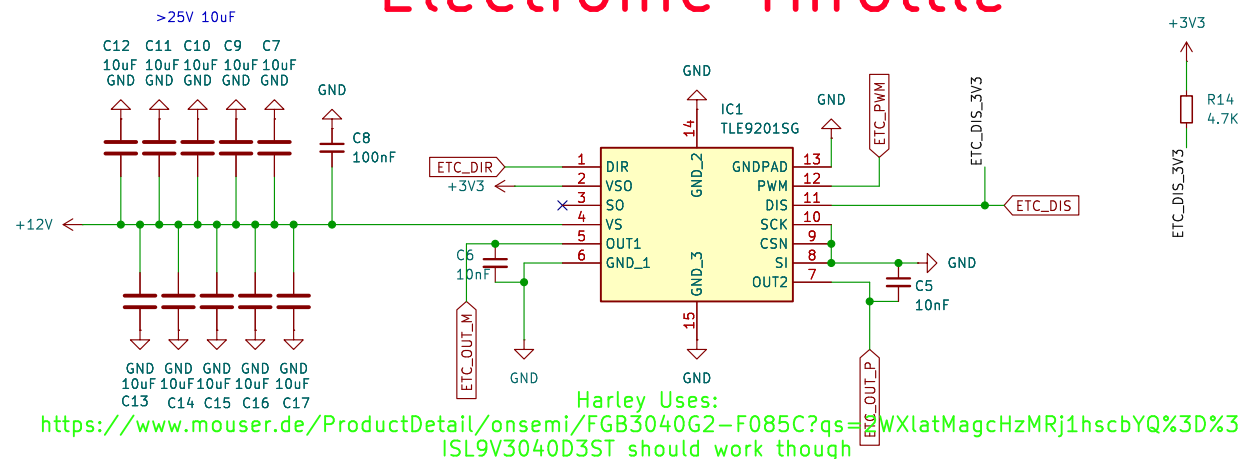 Electronic Throttle
>25V 10uF
+3V3
C12 C11 C10 C9 C7
10uF 10uF 10uF 10uF 10uF
GND GND GND GND GND
GND
C8
100nF
GND
IC1
TLE9201SG
GND
ETC_PWM
ETC_DIS_3V3
R14
4.7K
ETC_DIS_3V3
14
GND_2
ETC_DIR 1 DIR GNDPAD 13
+3V3 2 VSO PWM 12
3 SO DIS 11 ETC_DIS
+12V 4 VS SCK 10
5 OUT1 CSN 9
6 GND_1 SI 8 GND
OUT2 7
C6
10nF
GND_3
15
C5
10nF
ETC_OUT_M
GND
GND
ETC_OUT_P
GND GND GND GND GND
10uF 10uF 10uF 10uF 10uF
C13 C14 C15 C16 C17
Harley Uses:
https://www.mouser.de/ProductDetail/onsemi/FGB3040G2-F085C?qs= WXlatMagcHzMRj1hscbYQ%3D%3
ISL9V3040D3ST should work though